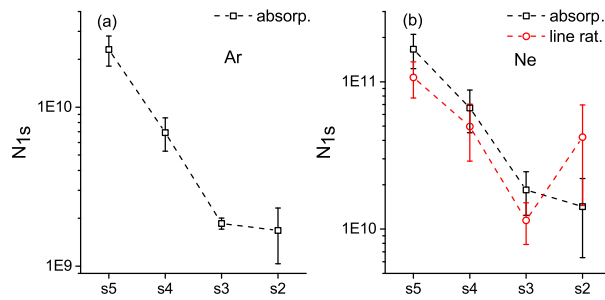 (a)
absorp.
Ar
1E10
1E9
N1s
s5 s4 s3 s2
(b)
absorp.
line rat.
Ne
1E11
1E10
N1s
s5 s4 s3 s2